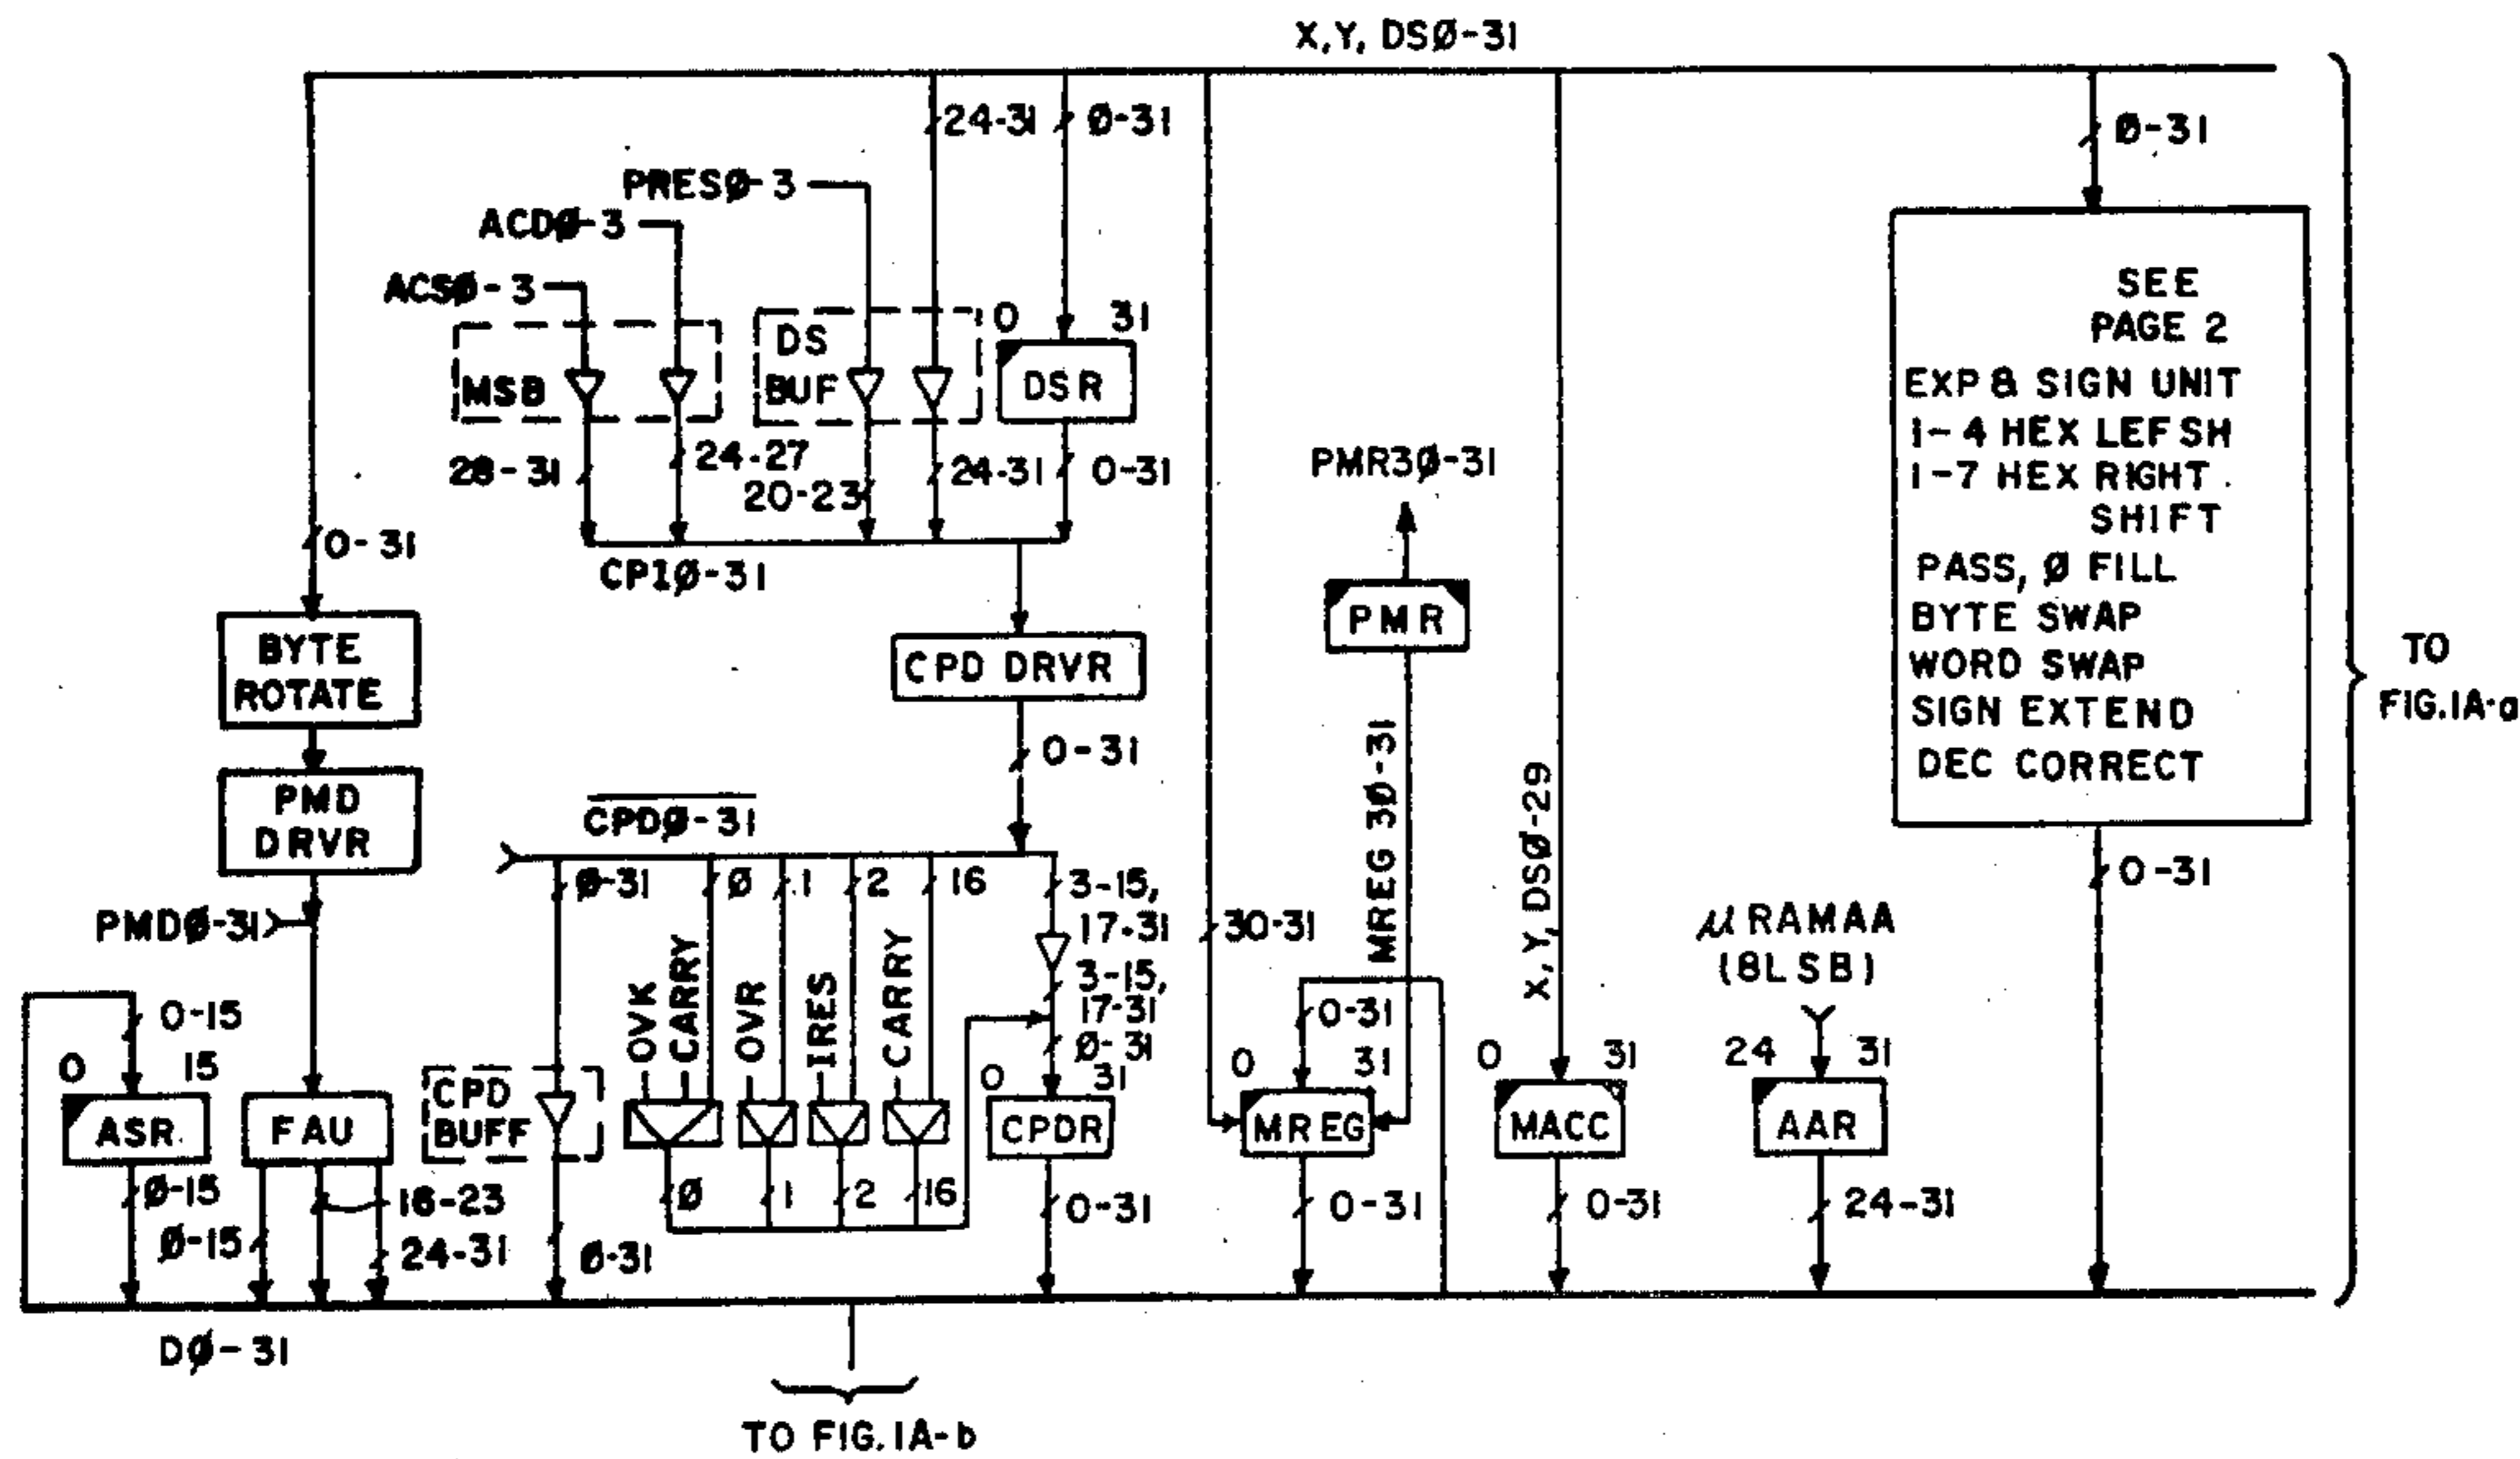 X,Y, DSØ-31
24-31
Ø-31
Ø-31
PRESØ-3
ACDØ-3
ACSØ-3
MSB
DS
BUF
0 31
DSR
28-31
24-27
20-23
24-31
0-31
CPIØ-31
0-31
BYTE
ROTATE
PMD
DRVR
PMDØ-31
CPD DRVR
0-31
CPDØ-31
PMR3Ø-31
PMR
MREG 3Ø-31
X,Y,DSØ-29
SEE
PAGE 2
EXP & SIGN UNIT
1-4 HEX LEFSH
1-7 HEX RIGHT
SHIFT
PASS, Ø FILL
BYTE SWAP
WORD SWAP
SIGN EXTEND
DEC CORRECT
0-31
TO
FIG.1A-a
Ø-31
Ø
1
2
16
3-15,
17-31
3-15,
17-31
Ø-31
30-31
0-31
µRAMAA
(8LSB)
0-15
0 15
ASR
Ø-15
FAU
Ø-15
16-23
24-31
CPD
BUFF
Ø-31
OVK
CARRY
OVR
IRES
CARRY
Ø
1
2
16
0 31
CPDR
0-31
0 31
MREG
0-31
0 31
MACC
0-31
24 31
AAR
24-31
DØ-31
TO FIG.1A-b